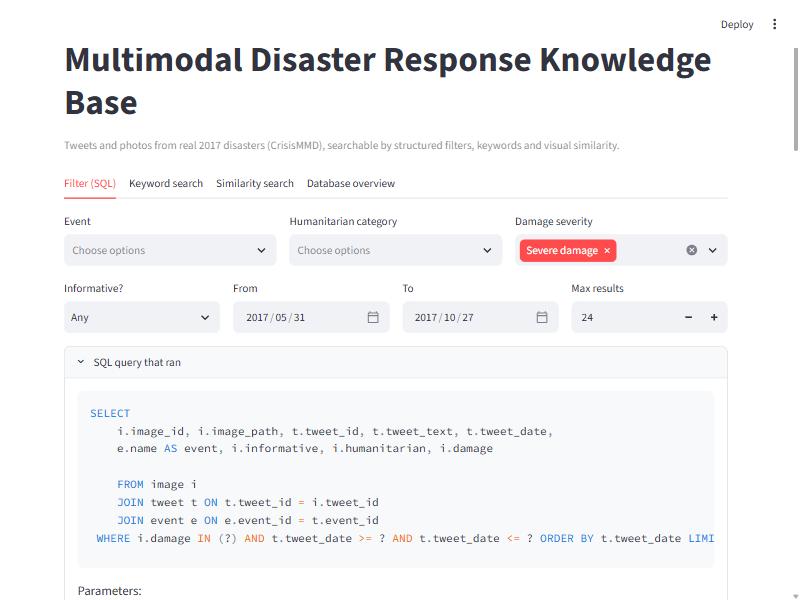 Deploy
Multimodal Disaster Response Knowledge
Base
Tweets and photos from real 2017 disasters (CrisisMMD), searchable by structured filters, keywords and visual similarity.
Filter (SQL) Keyword search Similarity search Database overview
Event Humanitarian category Damage severity
Choose options Choose options Severe damage ×
Informative? From To Max results
Any 2017/05/31 2017/10/27 24 − +
SQL query that ran
SELECT
i.image_id, i.image_path, t.tweet_id, t.tweet_text, t.tweet_date,
e.name AS event, i.informative, i.humanitarian, i.damage
FROM image i
JOIN tweet t ON t.tweet_id = i.tweet_id
JOIN event e ON e.event_id = t.event_id
WHERE i.damage IN (?) AND t.tweet_date >= ? AND t.tweet_date <= ? ORDER BY t.tweet_date LIMI
Parameters: